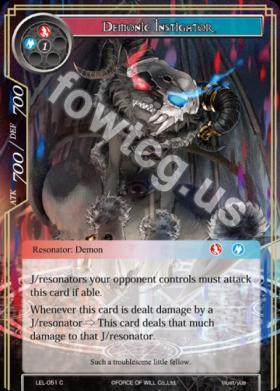 Demonic Instigator
1
ATK 700/DEF 700
fowtcg.us
Resonator: Demon
J/resonators your opponent controls must attack
this card if able.
Whenever this card is dealt damage by a
J/resonator ⇒ This card deals that much
damage to that J/resonator.
Such a troublesome little fellow.
LEL-051 C
©FORCE OF WILL Co.,Ltd.